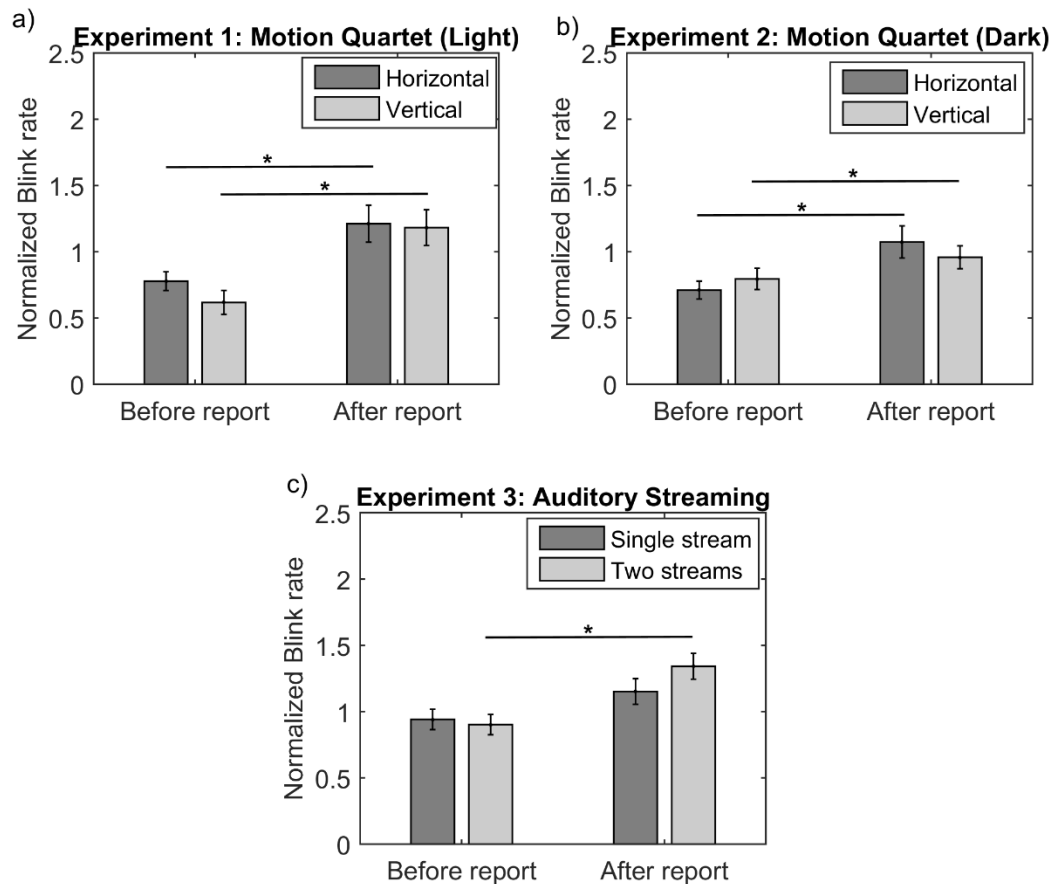 a)
Experiment 1: Motion Quartet (Light)
Normalized Blink rate
2.5
2
1.5
1
0.5
0
Horizontal
Vertical
*
*
Before report
After report
b)
Experiment 2: Motion Quartet (Dark)
Normalized Blink rate
2.5
2
1.5
1
0.5
0
Horizontal
Vertical
*
*
Before report
After report
c)
Experiment 3: Auditory Streaming
Normalized Blink rate
2.5
2
1.5
1
0.5
0
Single stream
Two streams
*
Before report
After report